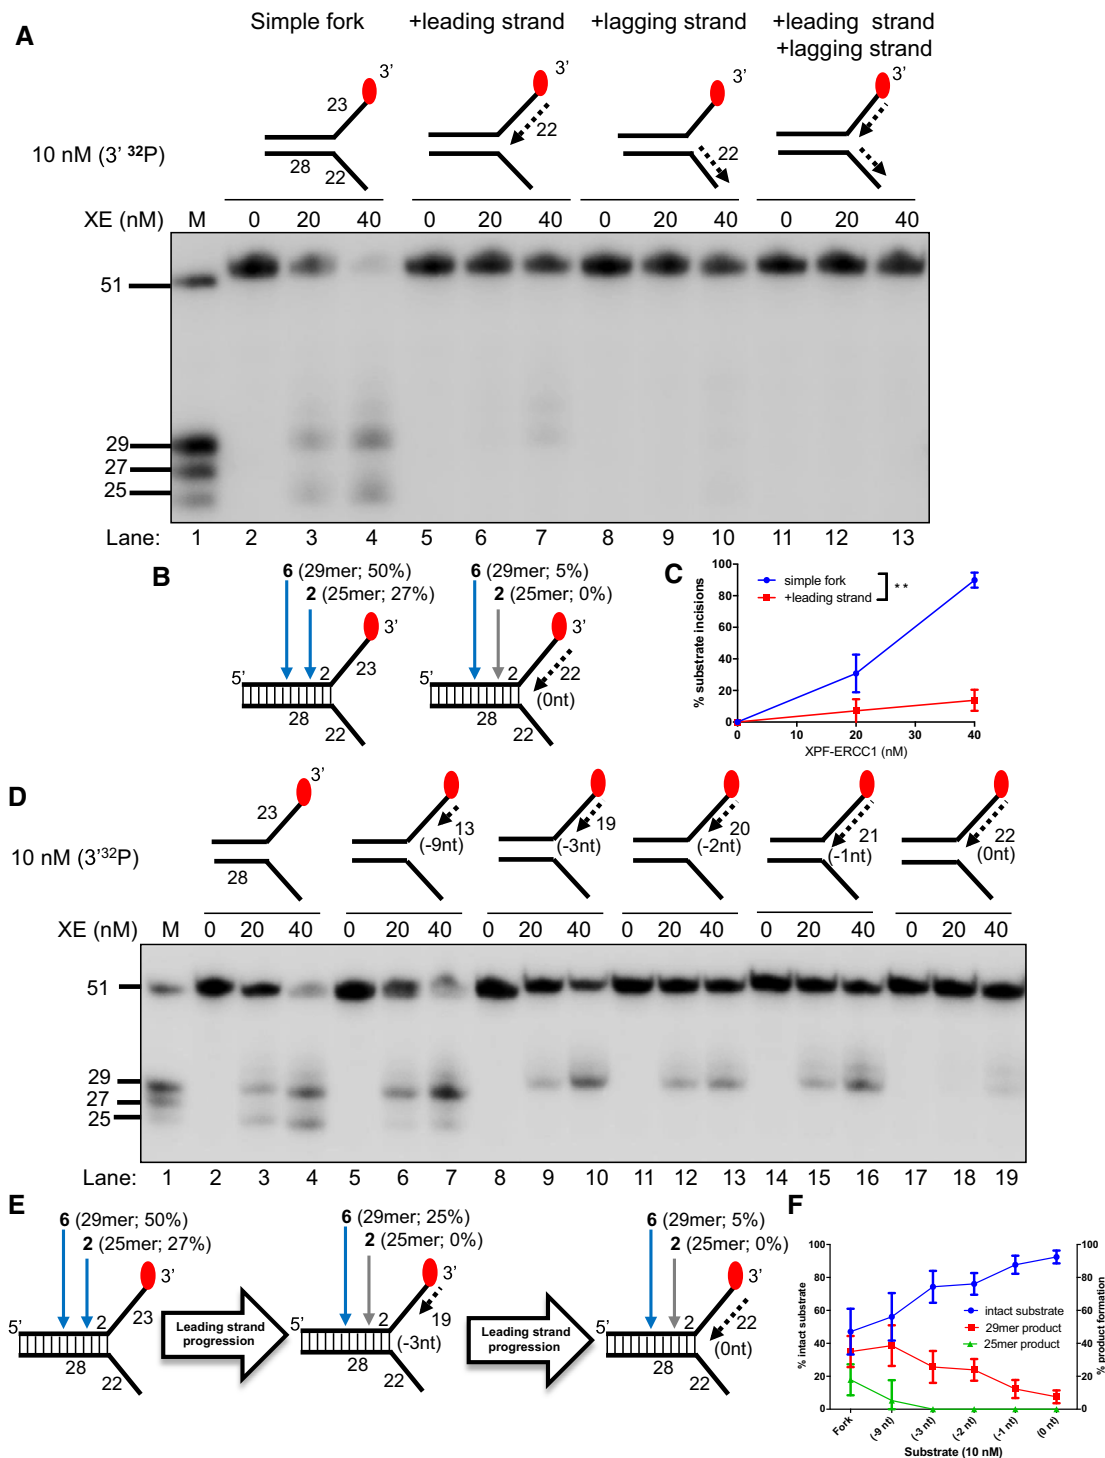 A
Simple fork +leading strand +lagging strand +leading strand
+lagging strand
3’ 3’ 3’ 3’
23 22 22
10 nM (3’ 32P)
28 22
XE (nM) M 0 20 40 0 20 40 0 20 40 0 20 40
51
29
27
25
Lane: 1 2 3 4 5 6 7 8 9 10 11 12 13
B
6 (29mer; 50%) 6 (29mer; 5%)
2 (25mer; 27%) 2 (25mer; 0%)
3’ 3’
5’ 2 23 5’ 2 22
(0nt)
28 28
22 22
C
100
80
60
40
20
0
% substrate incisions
simple fork
+leading strand
**
0 10 20 30 40
XPF-ERCC1 (nM)
D
3’
23 13 19 20 21 22
(-9nt) (-3nt) (-2nt) (-1nt) (0nt)
10 nM (3’32P)
28
XE (nM) M 0 20 40 0 20 40 0 20 40 0 20 40 0 20 40 0 20 40
51
29
27
25
Lane: 1 2 3 4 5 6 7 8 9 10 11 12 13 14 15 16 17 18 19
E
6 (29mer; 50%) 6 (29mer; 25%) 6 (29mer; 5%)
2 (25mer; 27%) 2 (25mer; 0%) 2 (25mer; 0%)
3’ 3’ 3’
5’ 2 23 5’ 2 19 5’ 2 22
(-3nt) (0nt)
28 28 28
22 22 22
Leading strand
progression
Leading strand
progression
F
100
80
60
40
20
0
% intact substrate
intact substrate
29mer product
25mer product
100
80
60
40
20
0
% product formation
Fork (-9 nt) (-3 nt) (-2 nt) (-1 nt) (0 nt)
Substrate (10 nM)